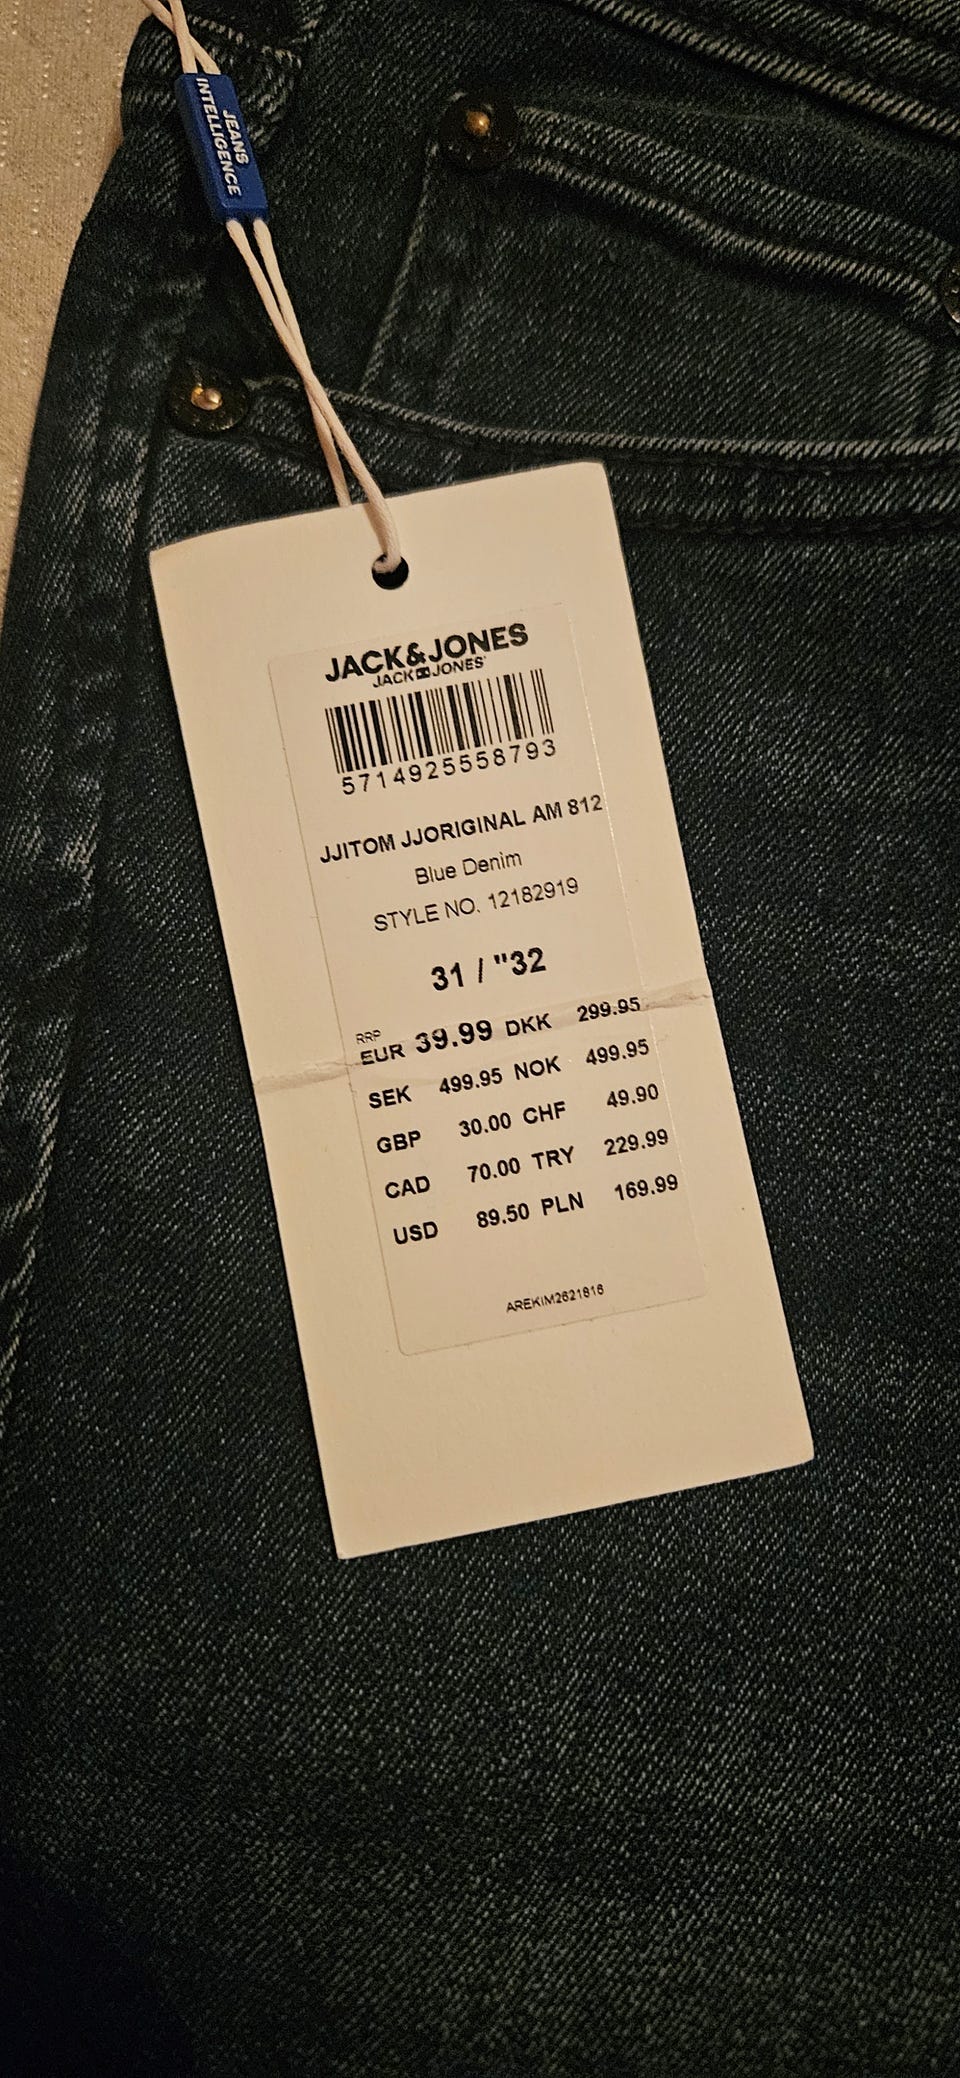 JEANS
INTELLIGENCE
JACK&JONES
JACK JONES
5714925558793
JJITOM JJORIGINAL AM 812
Blue Denim
STYLE NO. 12182919
31 / "32
RRP
EUR 39.99 DKK 299.95
SEK 499.95 NOK 499.95
GBP 30.00 CHF 49.90
CAD 70.00 TRY 229.99
USD 89.50 PLN 169.99
AREKIM2621816